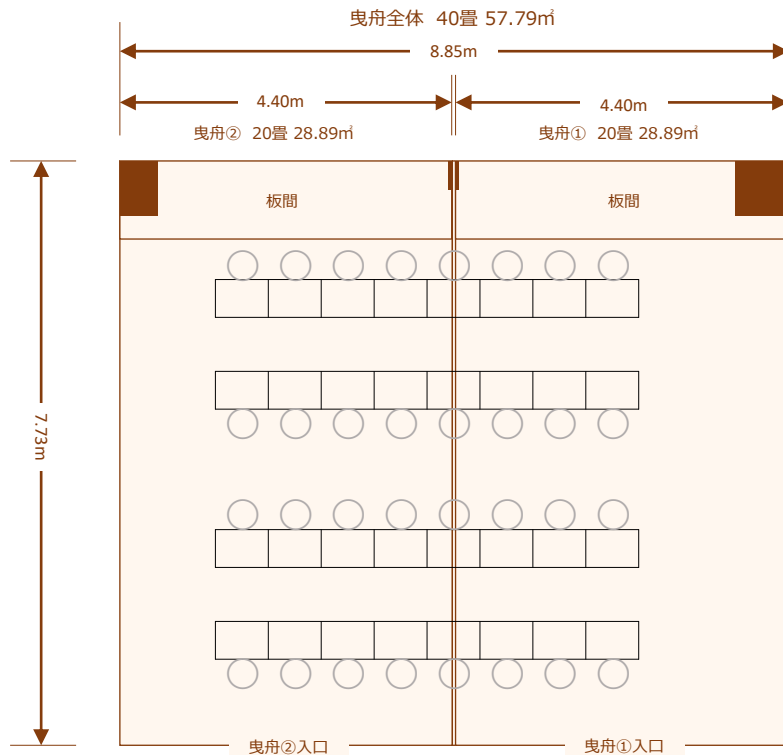 曳舟全体 40畳 57.79㎡
8.85m
4.40m
4.40m
曳舟② 20畳 28.89㎡
曳舟① 20畳 28.89㎡
板間
板間
7.73m
曳舟②入口
曳舟①入口